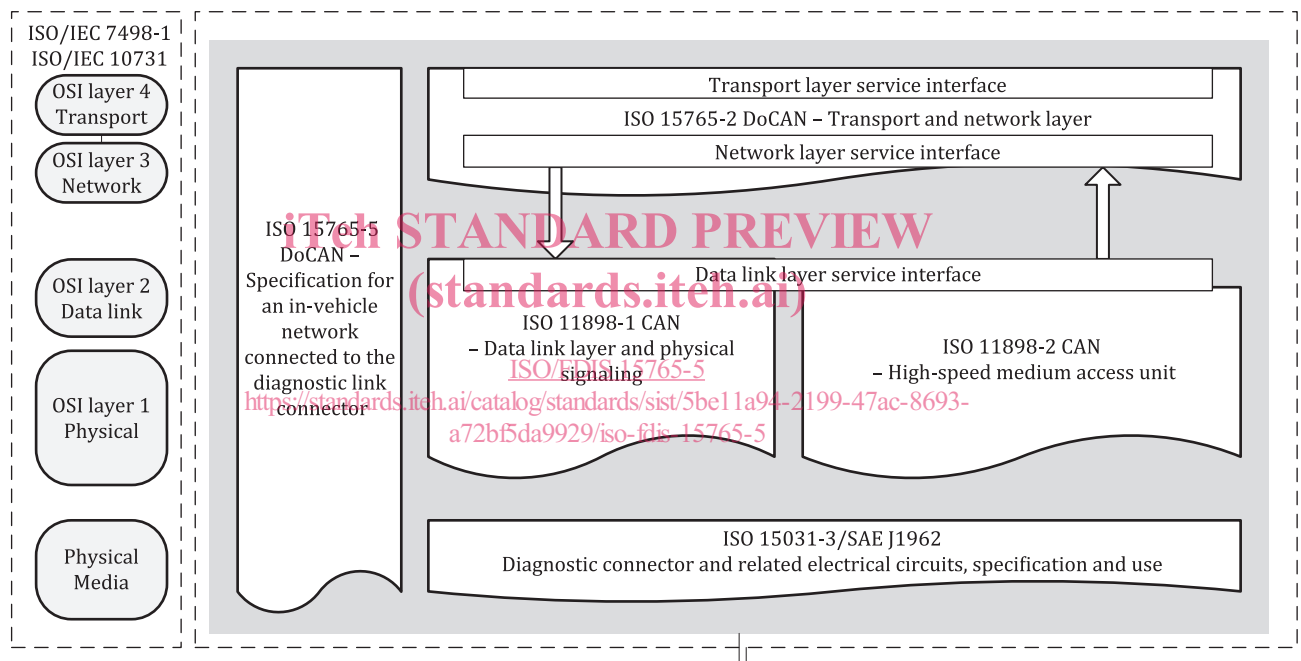 ISO/IEC 7498-1
ISO/IEC 10731
OSI layer 4
Transport
OSI layer 3
Network
OSI layer 2
Data link
OSI layer 1
Physical
Physical
Media
ISO 15765-5
DoCAN –
Specification for
an in-vehicle
network
connected to the
diagnostic link
connector
Transport layer service interface
ISO 15765-2 DoCAN – Transport and network layer
Network layer service interface
Data link layer service interface
ISO 11898-1 CAN
– Data link layer and physical
signaling
ISO 11898-2 CAN
– High-speed medium access unit
ISO 15031-3/SAE J1962
Diagnostic connector and related electrical circuits, specification and use
iTeh STANDARD PREVIEW
(standards.iteh.ai)
ISO/FDIS 15765-5
https://standards.iteh.ai/catalog/standards/sist/5be11a94-2199-47ac-8693-
a72bf5da9929/iso-fdis-15765-5